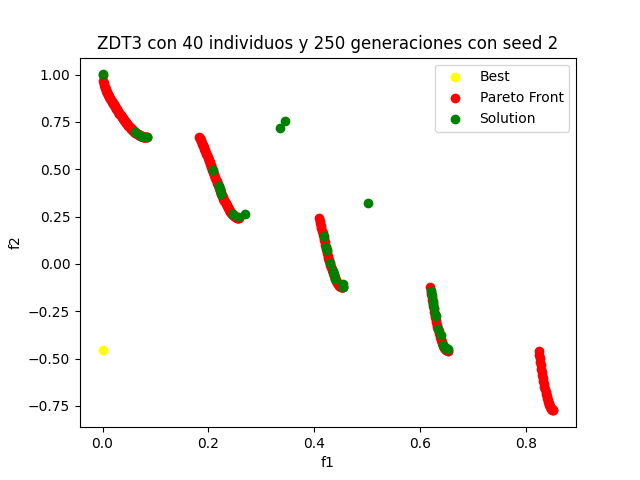 ZDT3 con 40 individuos y 250 generaciones con seed 2
Best
Pareto Front
Solution
1.00
0.75
0.50
0.25
0.00
−0.25
−0.50
−0.75
f2
0.0
0.2
0.4
0.6
0.8
f1